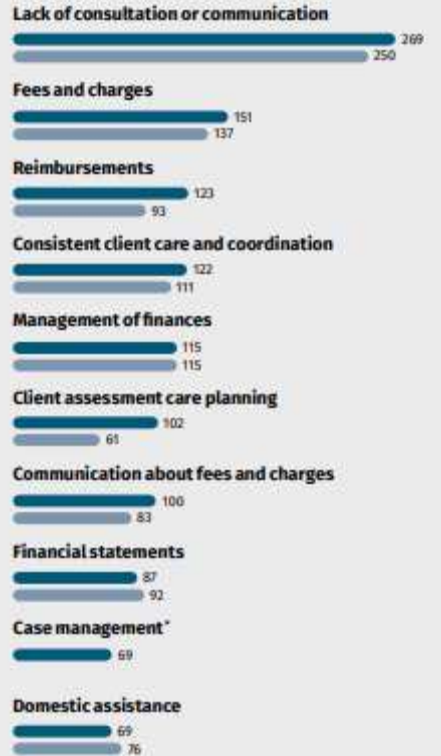 Lack of consultation or communication
269
250
Fees and charges
151
137
Reimbursements
123
93
Consistent client care and coordination
122
111
Management of finances
115
115
Client assessment care planning
102
61
Communication about fees and charges
100
83
Financial statements
87
92
Case management*
69
Domestic assistance
69
76